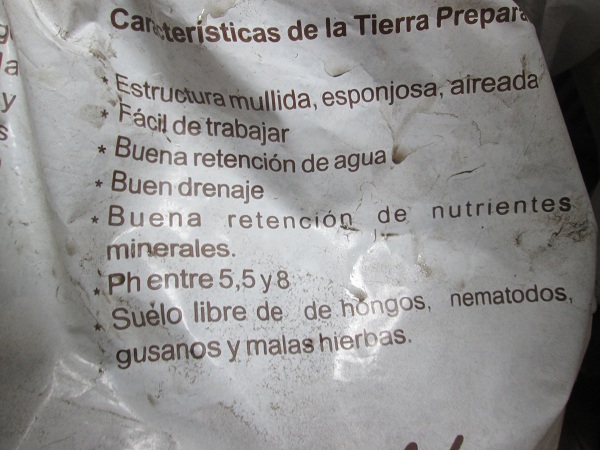 Características de la Tierra Prepara
* Estructura mullida, esponjosa, aireada
* Fácil de trabajar
* Buena retención de agua
* Buen drenaje
* Buena retención de nutrientes
minerales.
* Ph entre 5,5 y 8
* Suelo libre de de hongos, nematodos,
gusanos y malas hierbas.
a
y
s